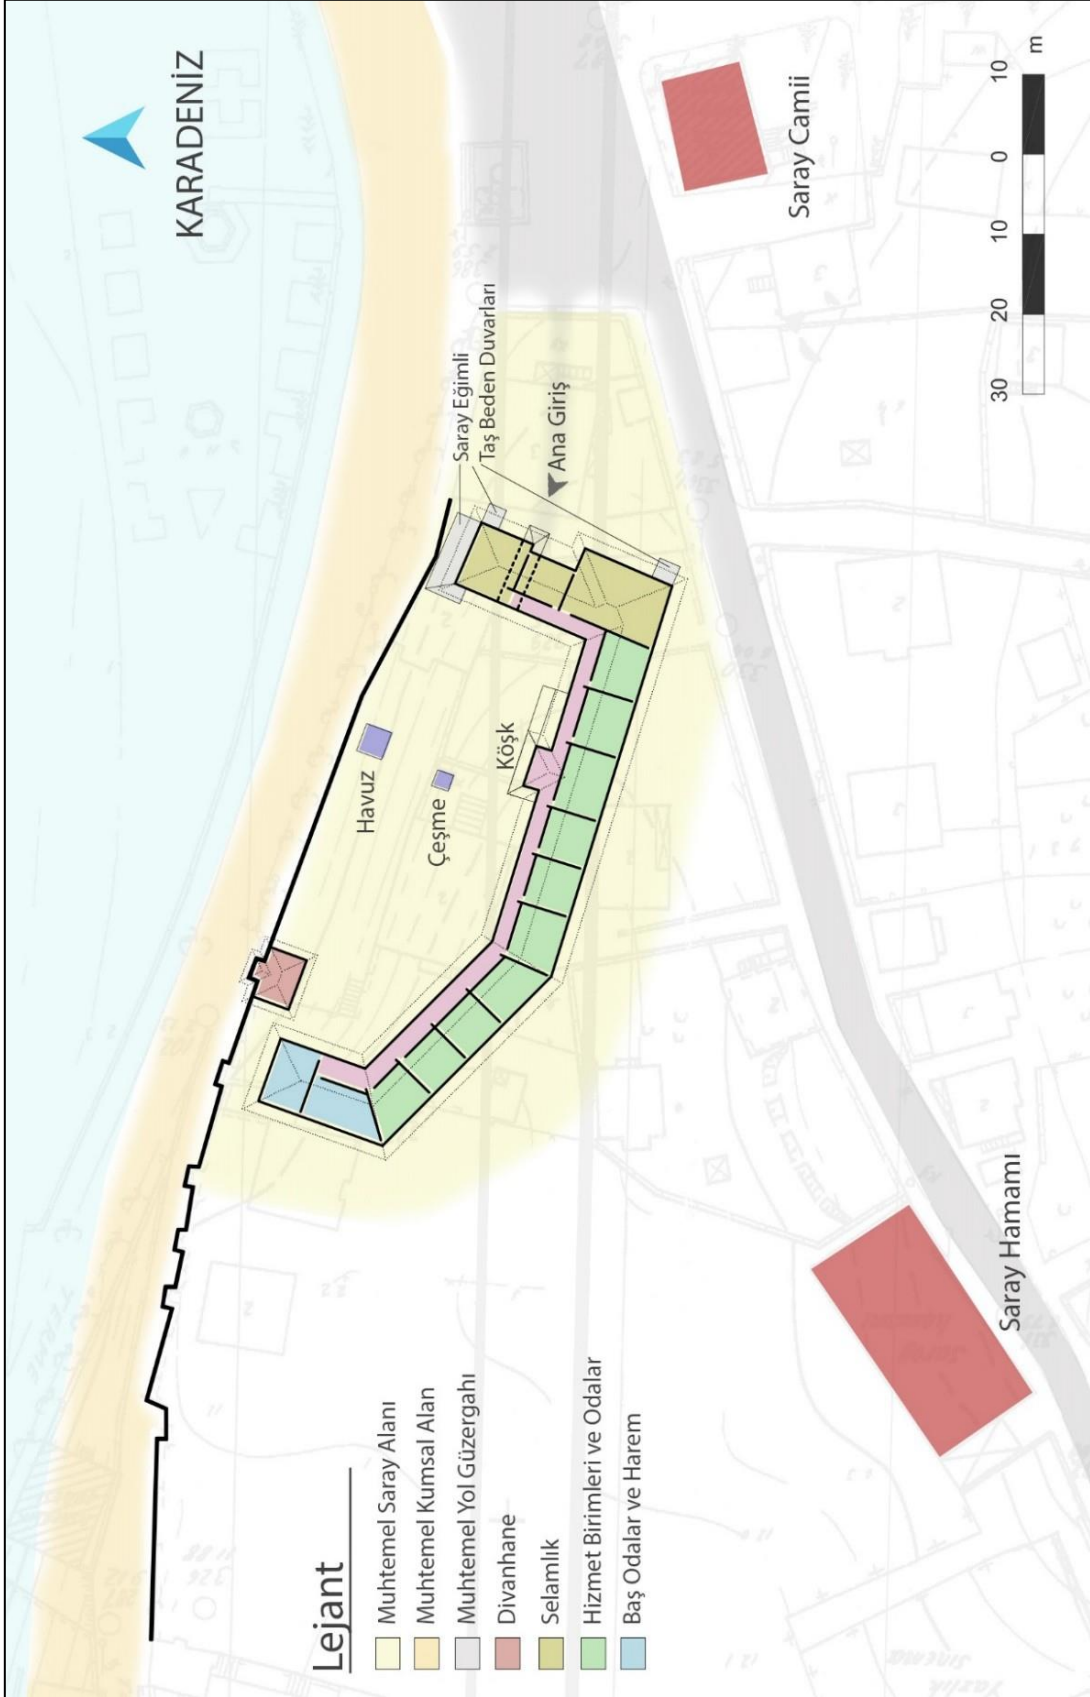 KARADENİZ
Saray Eğimli
Taş Beden Duvarları
Ana Giriş
Saray Camii
Havuz
Çeşme
Köşk
Saray Hamamı
Lejant
Muhtemel Saray Alanı
Muhtemel Kumsal Alan
Muhtemel Yol Güzergahı
Divanhane
Selamlık
Hizmet Birimleri ve Odalar
Baş Odalar ve Harem
30 20 10 0 10 m